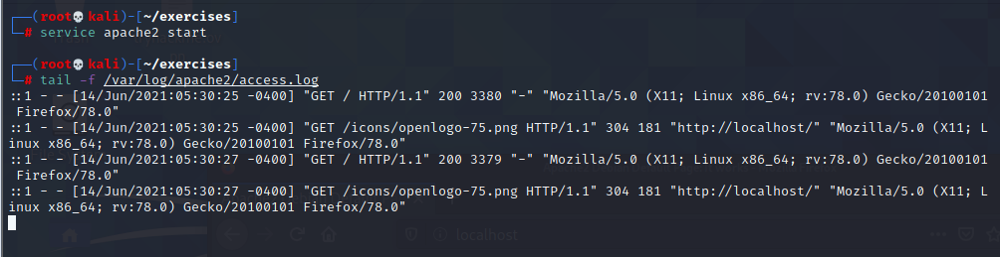 ┌──(root💀kali)-[~/exercises]
└─# service apache2 start
┌──(root💀kali)-[~/exercises]
└─# tail -f /var/log/apache2/access.log
::1 - - [14/Jun/2021:05:30:25 -0400] "GET / HTTP/1.1" 200 3380 "-" "Mozilla/5.0 (X11; Linux x86_64; rv:78.0) Gecko/20100101
Firefox/78.0"
::1 - - [14/Jun/2021:05:30:25 -0400] "GET /icons/openlogo-75.png HTTP/1.1" 304 181 "http://localhost/" "Mozilla/5.0 (X11; L
inux x86_64; rv:78.0) Gecko/20100101 Firefox/78.0"
::1 - - [14/Jun/2021:05:30:27 -0400] "GET / HTTP/1.1" 200 3379 "-" "Mozilla/5.0 (X11; Linux x86_64; rv:78.0) Gecko/20100101
Firefox/78.0"
::1 - - [14/Jun/2021:05:30:27 -0400] "GET /icons/openlogo-75.png HTTP/1.1" 304 181 "http://localhost/" "Mozilla/5.0 (X11; L
inux x86_64; rv:78.0) Gecko/20100101 Firefox/78.0"
localhost